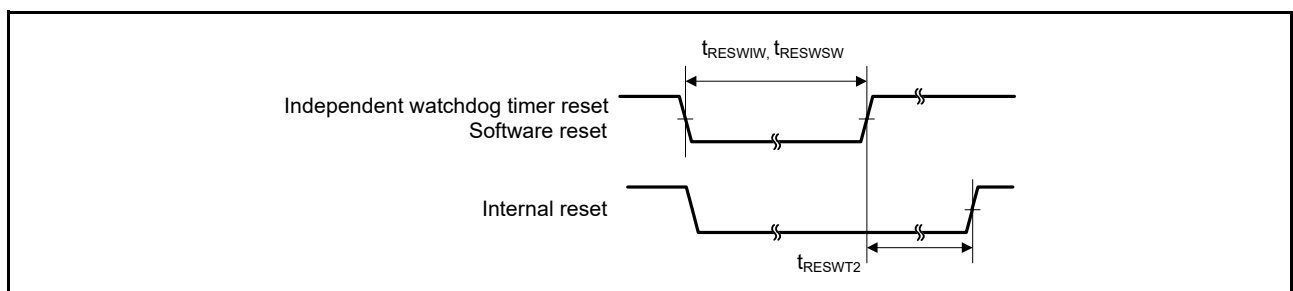 tRESWIW, tRESWSW
Independent watchdog timer reset
Software reset
Internal reset
tRESWT2